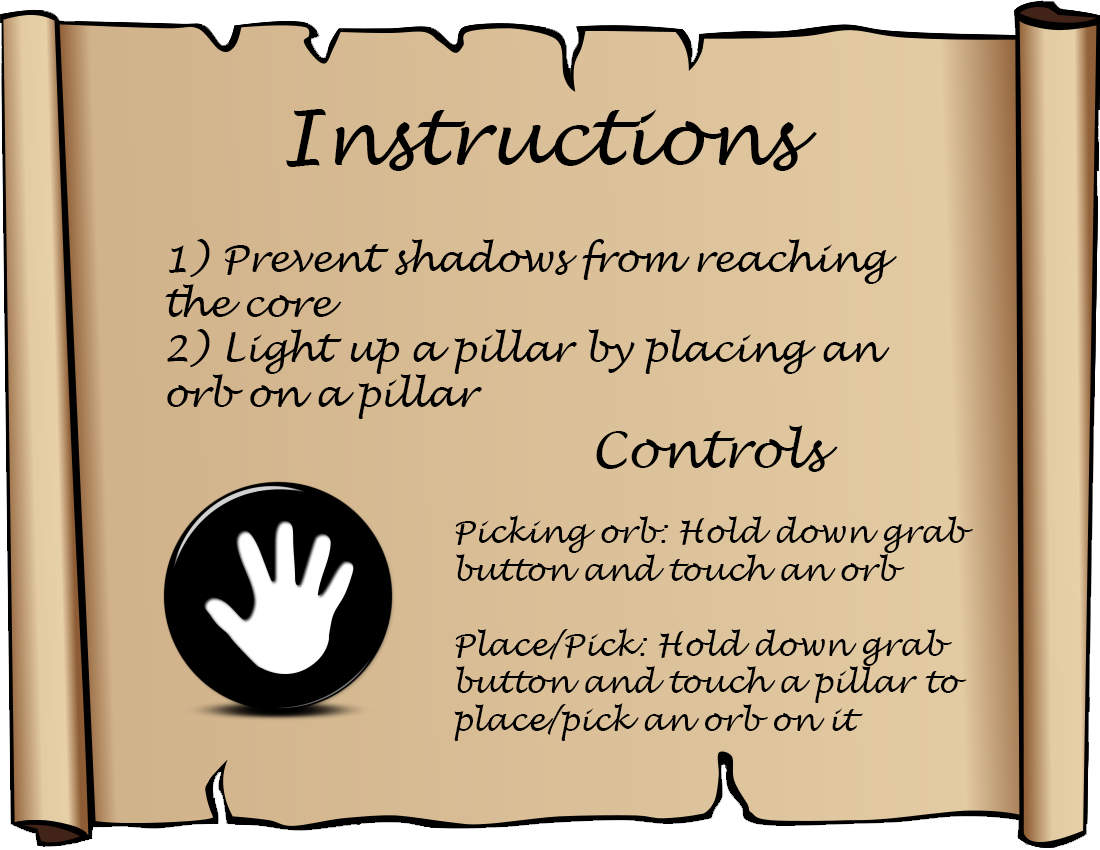 Instructions
1) Prevent shadows from reaching
the core
2) Light up a pillar by placing an
orb on a pillar
Controls
Picking orb: Hold down grab
button and touch an orb
Place/Pick: Hold down grab
button and touch a pillar to
place/pick an orb on it